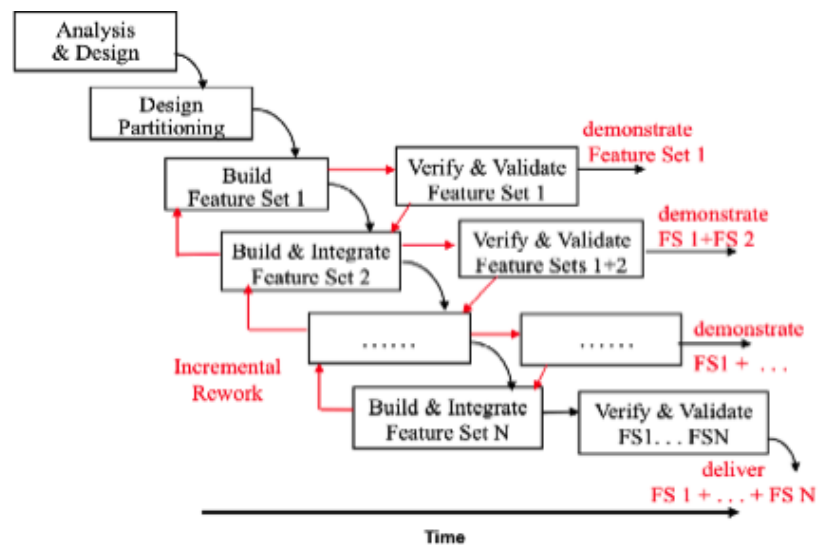 Analysis
& Design
Design
Partitioning
demonstrate
Feature Set 1
Build
Feature Set 1
Verify & Validate
Feature Set 1
demonstrate
FS 1+FS 2
Build & Integrate
Feature Set 2
Verify & Validate
Feature Sets 1+2
......
......
demonstrate
FS1 + . . .
Incremental
Rework
Build & Integrate
Feature Set N
Verify & Validate
FS1. . . FSN
deliver
FS 1 + . . . + FS N
Time